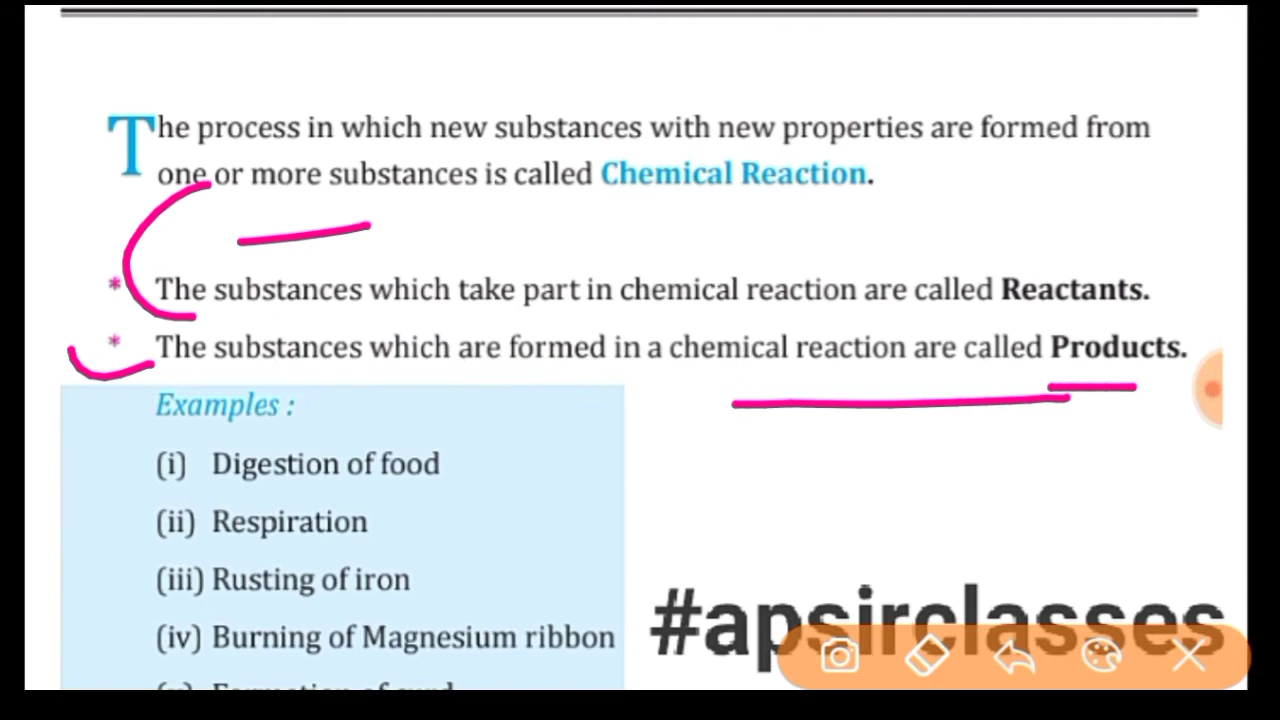 The process in which new substances with new properties are formed from
one or more substances is called Chemical Reaction.
* The substances which take part in chemical reaction are called Reactants.
* The substances which are formed in a chemical reaction are called Products.
Examples :
(i) Digestion of food
(ii) Respiration
(iii) Rusting of iron
(iv) Burning of Magnesium ribbon
#apsirclasses